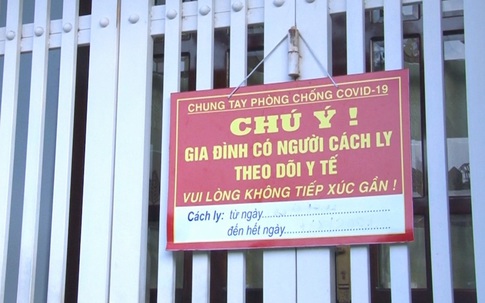 CHUNG TAY PHÒNG CHỐNG COVID-19
CHÚ Ý !
GIA ĐÌNH CÓ NGƯỜI CÁCH LY
THEO DÕI Y TẾ
VUI LÒNG KHÔNG TIẾP XÚC GẦN !
Cách ly: từ ngày
đến hết ngày